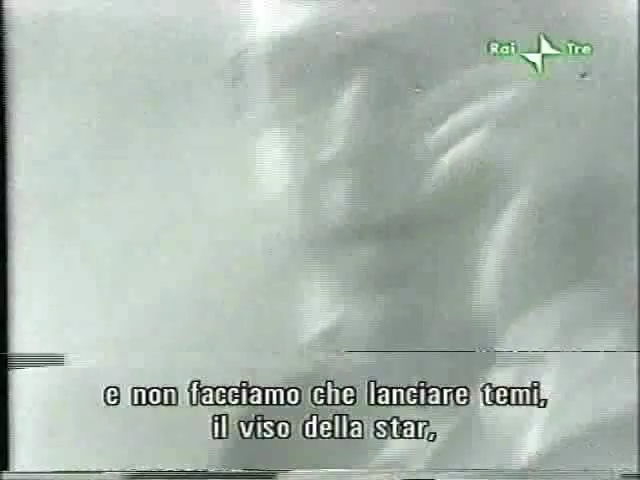 Rai Tre
e non facciamo che lanciare temi,
il viso della star,